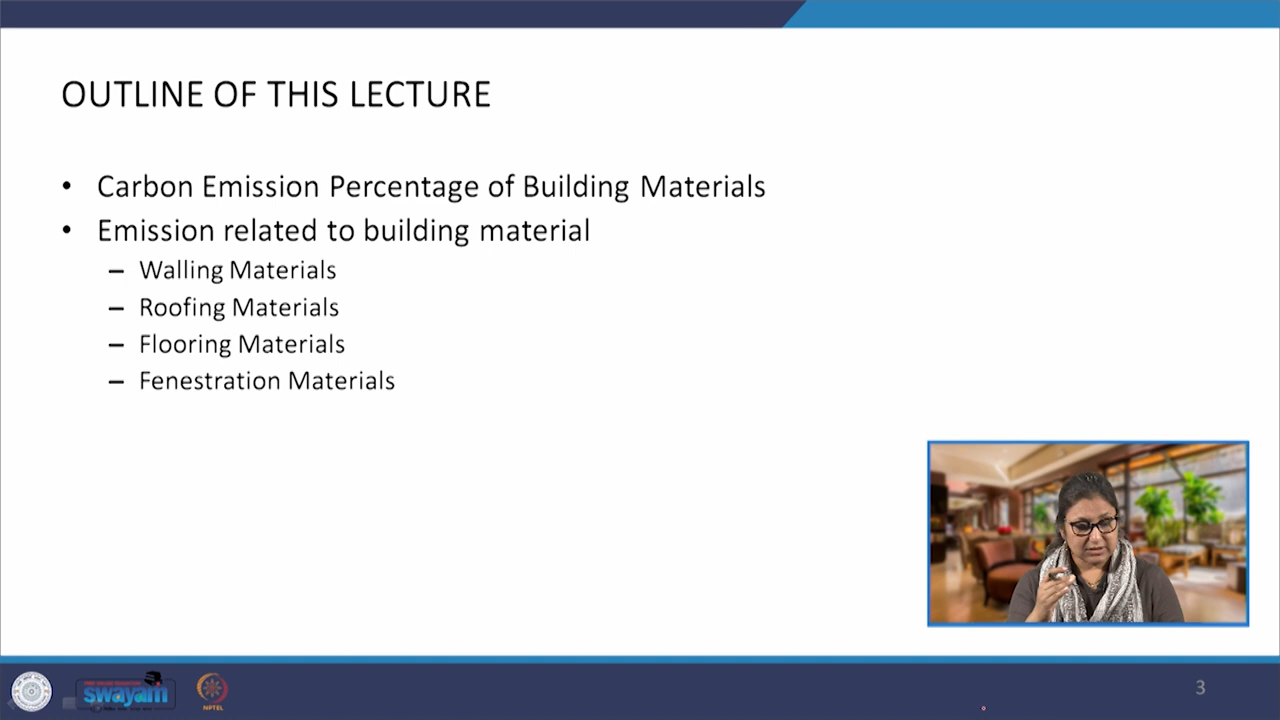 OUTLINE OF THIS LECTURE
• Carbon Emission Percentage of Building Materials
• Emission related to building material
– Walling Materials
– Roofing Materials
– Flooring Materials
– Fenestration Materials
swayam
NPTEL
3